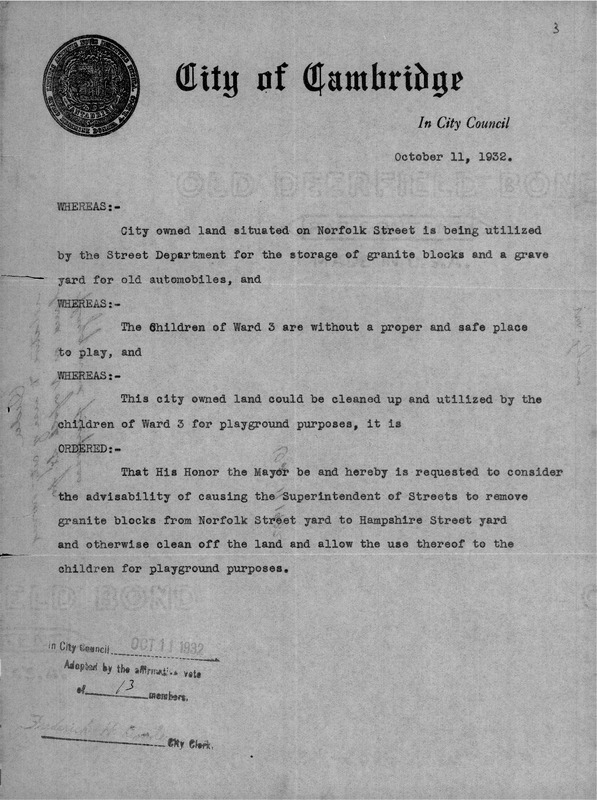 3
City of Cambridge
In City Council
October 11, 1932.
OLD DEERFIELD BOND
WHEREAS:-
City owned land situated on Norfolk Street is being utilized
by the Street Department for the storage of granite blocks and a grave
yard for old automobiles, and
WHEREAS:-
The Children of Ward 3 are without a proper and safe place
to play, and
WHEREAS:-
This city owned land could be cleaned up and utilized by the
children of Ward 3 for playground purposes, it is
ORDERED:-
That His Honor the Mayor be and hereby is requested to consider
the advisability of causing the Superintendent of Streets to remove
granite blocks from Norfolk Street yard to Hampshire Street yard
and otherwise clean off the land and allow the use thereof to the
children for playground purposes.
In City Council OCT 11 1932
Adopted by the affirmative vote
of 13 members.
City Clerk.